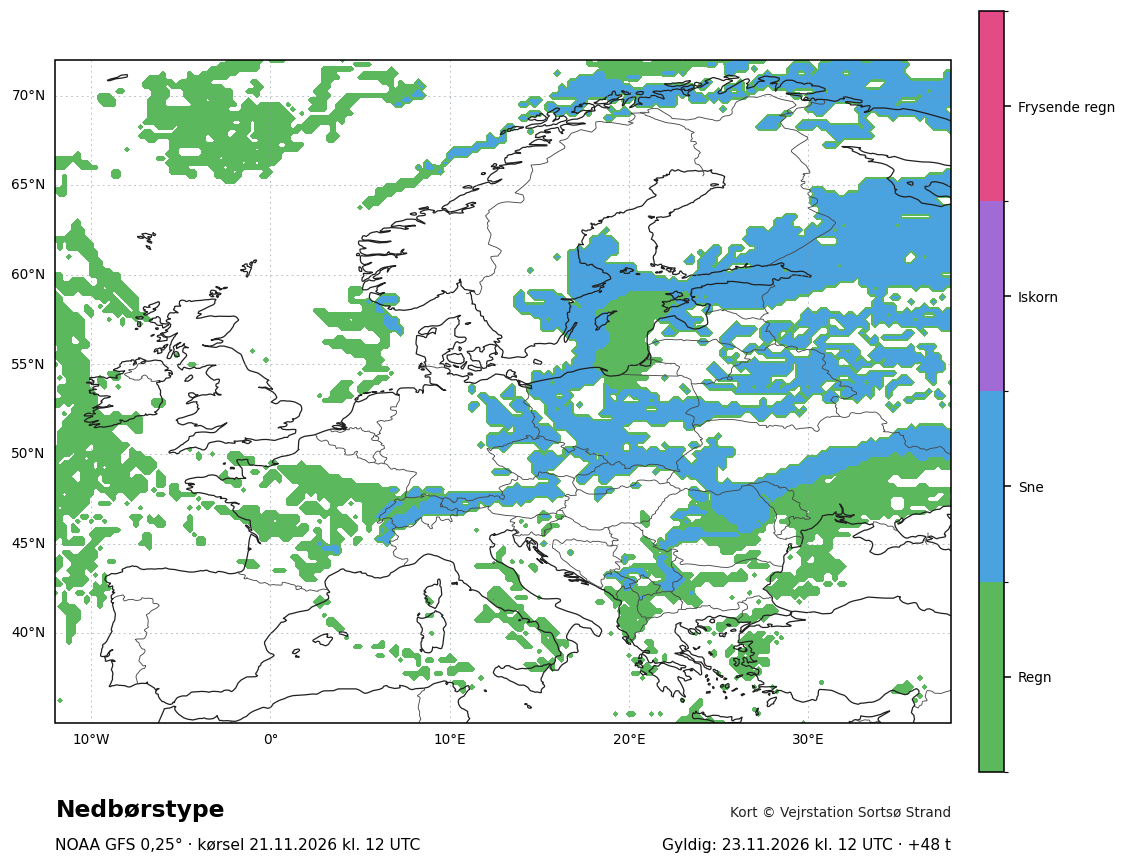 70°N
65°N
60°N
55°N
50°N
45°N
40°N
10°W
0°
10°E
20°E
30°E
Frysende regn
Iskorn
Sne
Regn
Nedbørstype
Kort © Vejrstation Sortsø Strand
NOAA GFS 0,25° · kørsel 21.11.2026 kl. 12 UTC
Gyldig: 23.11.2026 kl. 12 UTC · +48 t